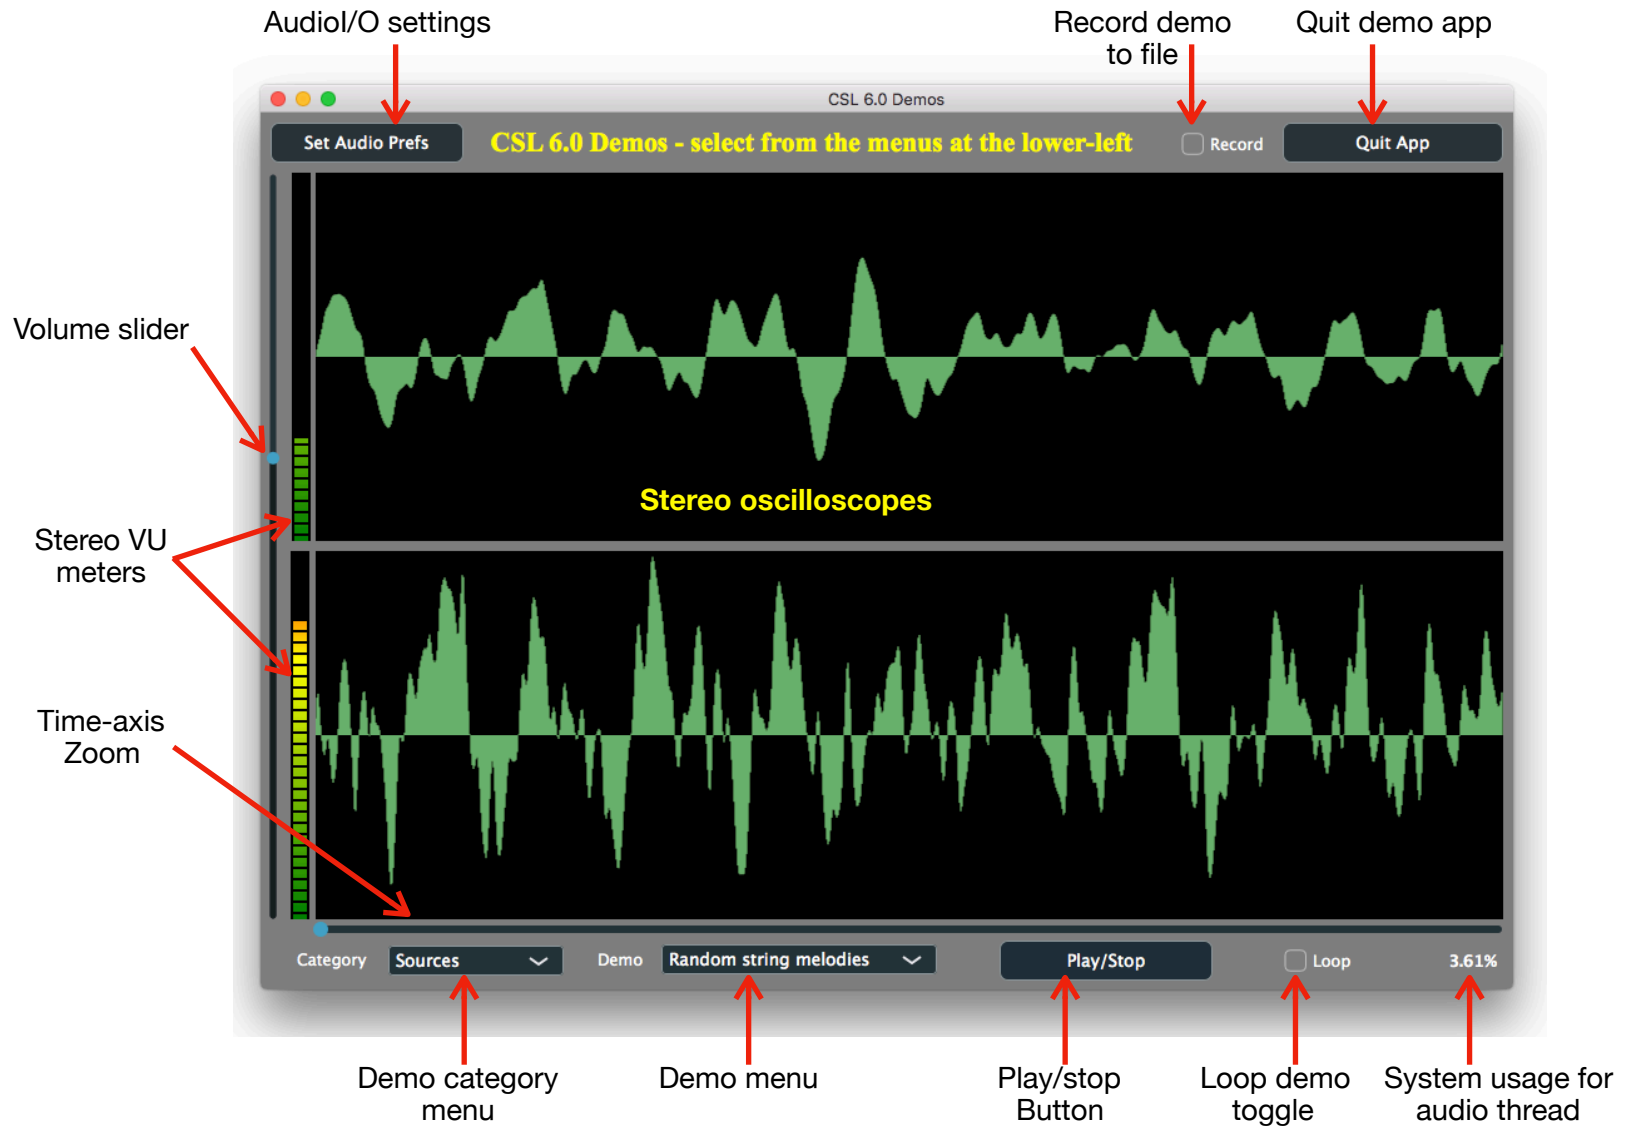 AudioI/O settings
Record demo
to file
Quit demo app
CSL 6.0 Demos
Set Audio Prefs
CSL 6.0 Demos - select from the menus at the lower-left
Record
Quit App
Volume slider
Stereo oscilloscopes
Stereo VU
meters
Time-axis
Zoom
Category
Sources
Demo
Random string melodies
Play/Stop
Loop
3.61%
Demo category
menu
Demo menu
Play/stop
Button
Loop demo
toggle
System usage for
audio thread